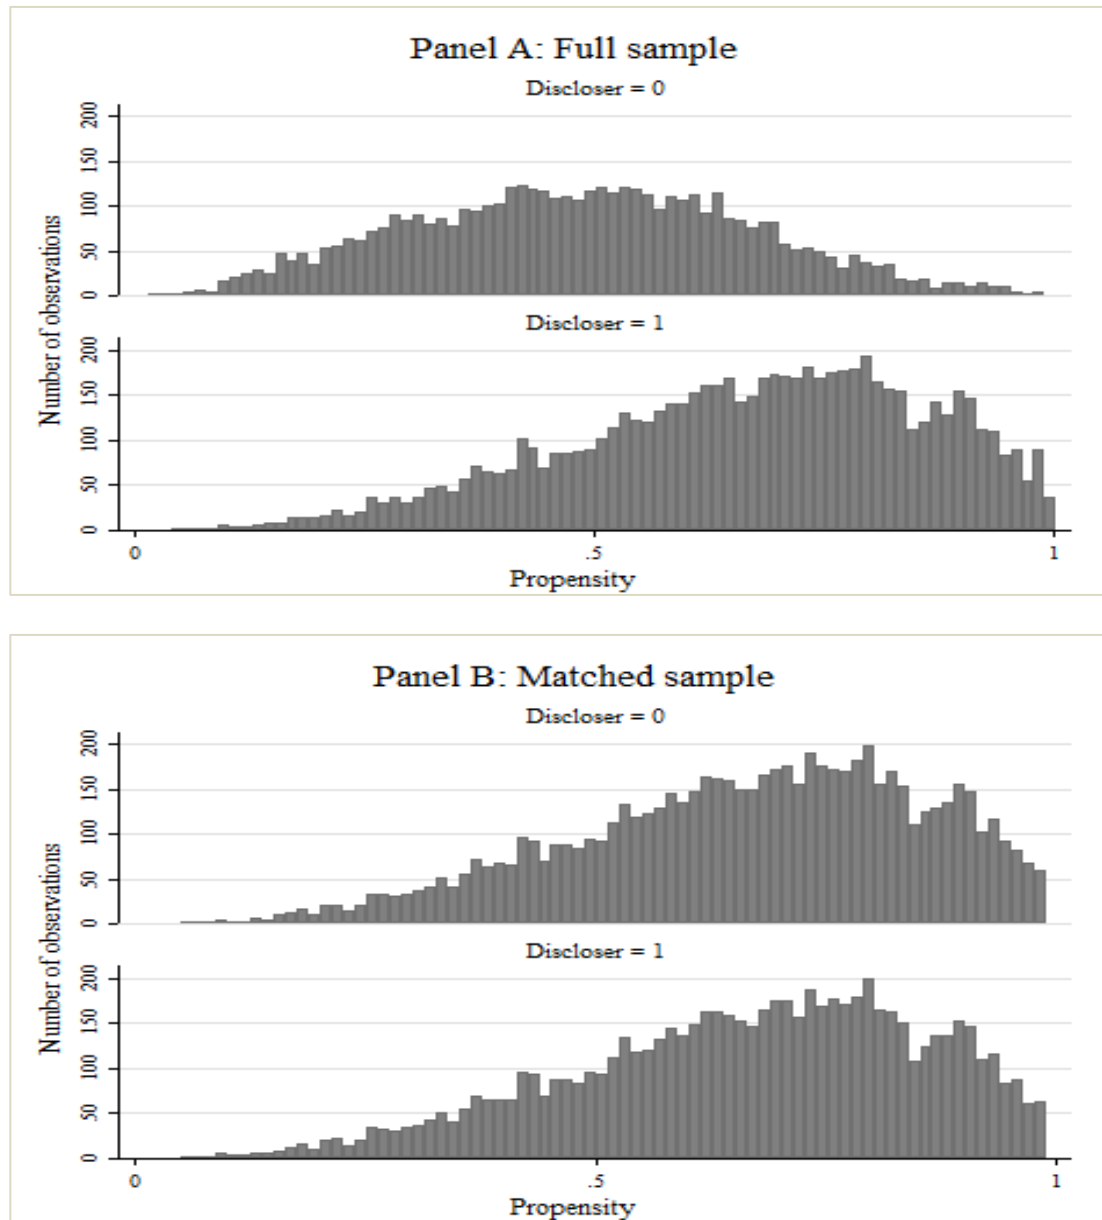 Panel A: Full sample
Discloser = 0
200
150
100
50
0
Number of observations
Discloser = 1
200
150
100
50
0
0 .5 1
Propensity
Panel B: Matched sample
Discloser = 0
200
150
100
50
0
Number of observations
Discloser = 1
200
150
100
50
0
0 .5 1
Propensity